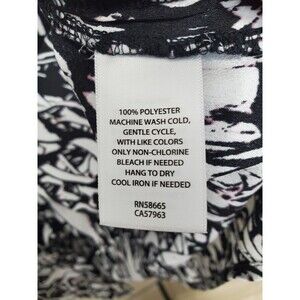 100% POLYESTER
MACHINE WASH COLD,
GENTLE CYCLE,
WITH LIKE COLORS
ONLY NON-CHLORINE
BLEACH IF NEEDED
HANG TO DRY
COOL IRON IF NEEDED
RN58665
CA57963